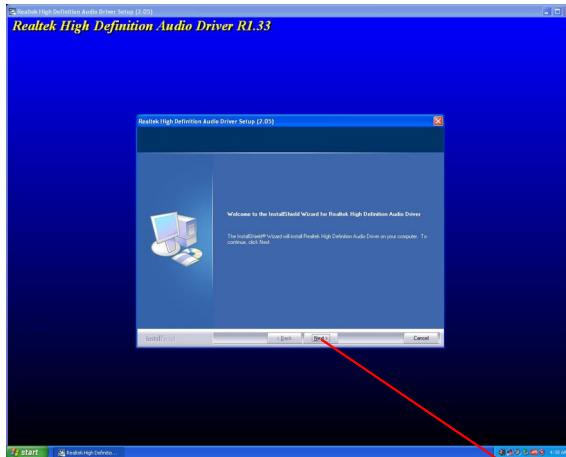 Realtek High Definition Audio Driver Setup (2.05)
Realtek High Definition Audio Driver R1.33
Realtek High Definition Audio Driver Setup (2.05)
Welcome to the InstallShield Wizard for Realtek High Definition Audio Driver
The InstallShield® Wizard will install Realtek High Definition Audio Driver on your computer. To
continue, click Next
InstallShield
< Back
Next >
Cancel
start
Realtek High Definitio...
4:38 AM